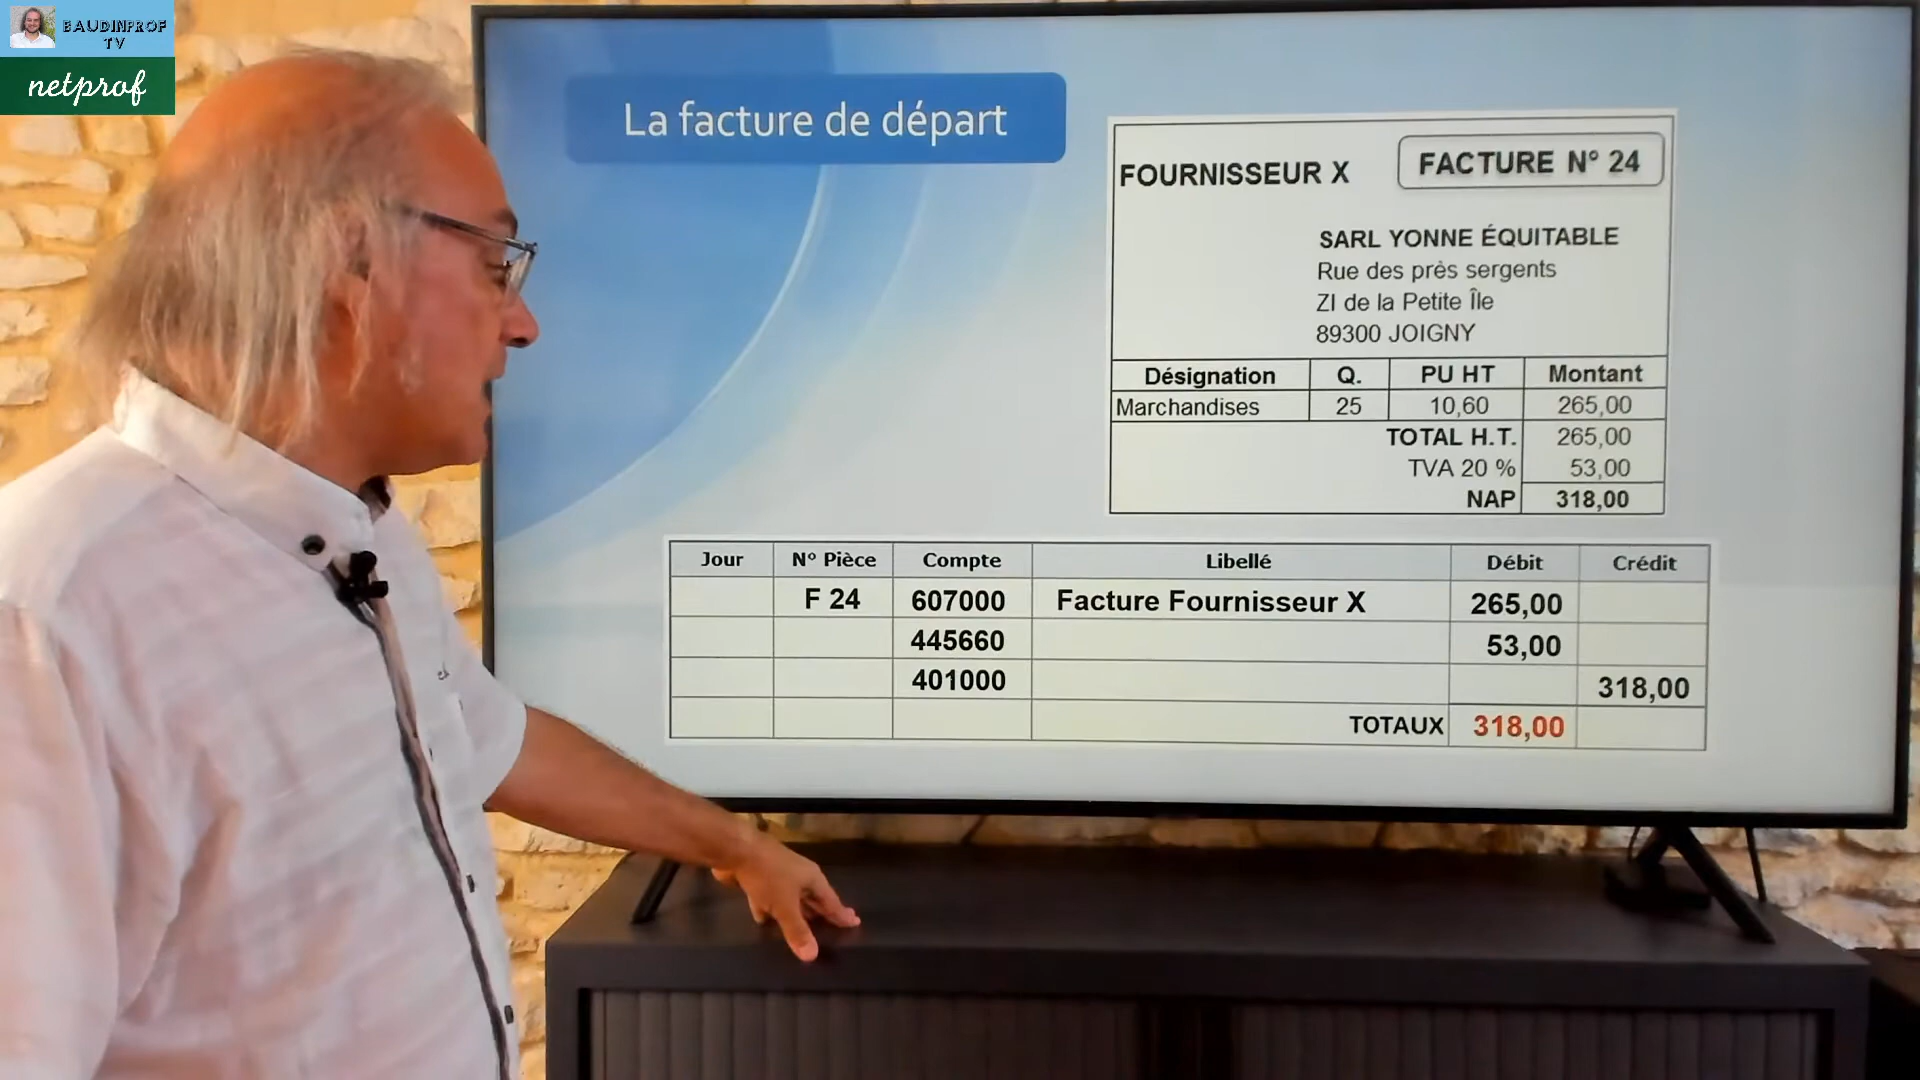 BAUDINPROF
TV
netprof
La facture de départ
FOURNISSEUR X
FACTURE N° 24
SARL YONNE ÉQUITABLE
Rue des près sergents
ZI de la Petite Île
89300 JOIGNY
Désignation Q. PU HT Montant
Marchandises 25 10,60 265,00
TOTAL H.T. 265,00
TVA 20 % 53,00
NAP 318,00
Jour N° Pièce Compte Libellé Débit Crédit
F 24 607000 Facture Fournisseur X 265,00
445660 53,00
401000 318,00
TOTAUX 318,00